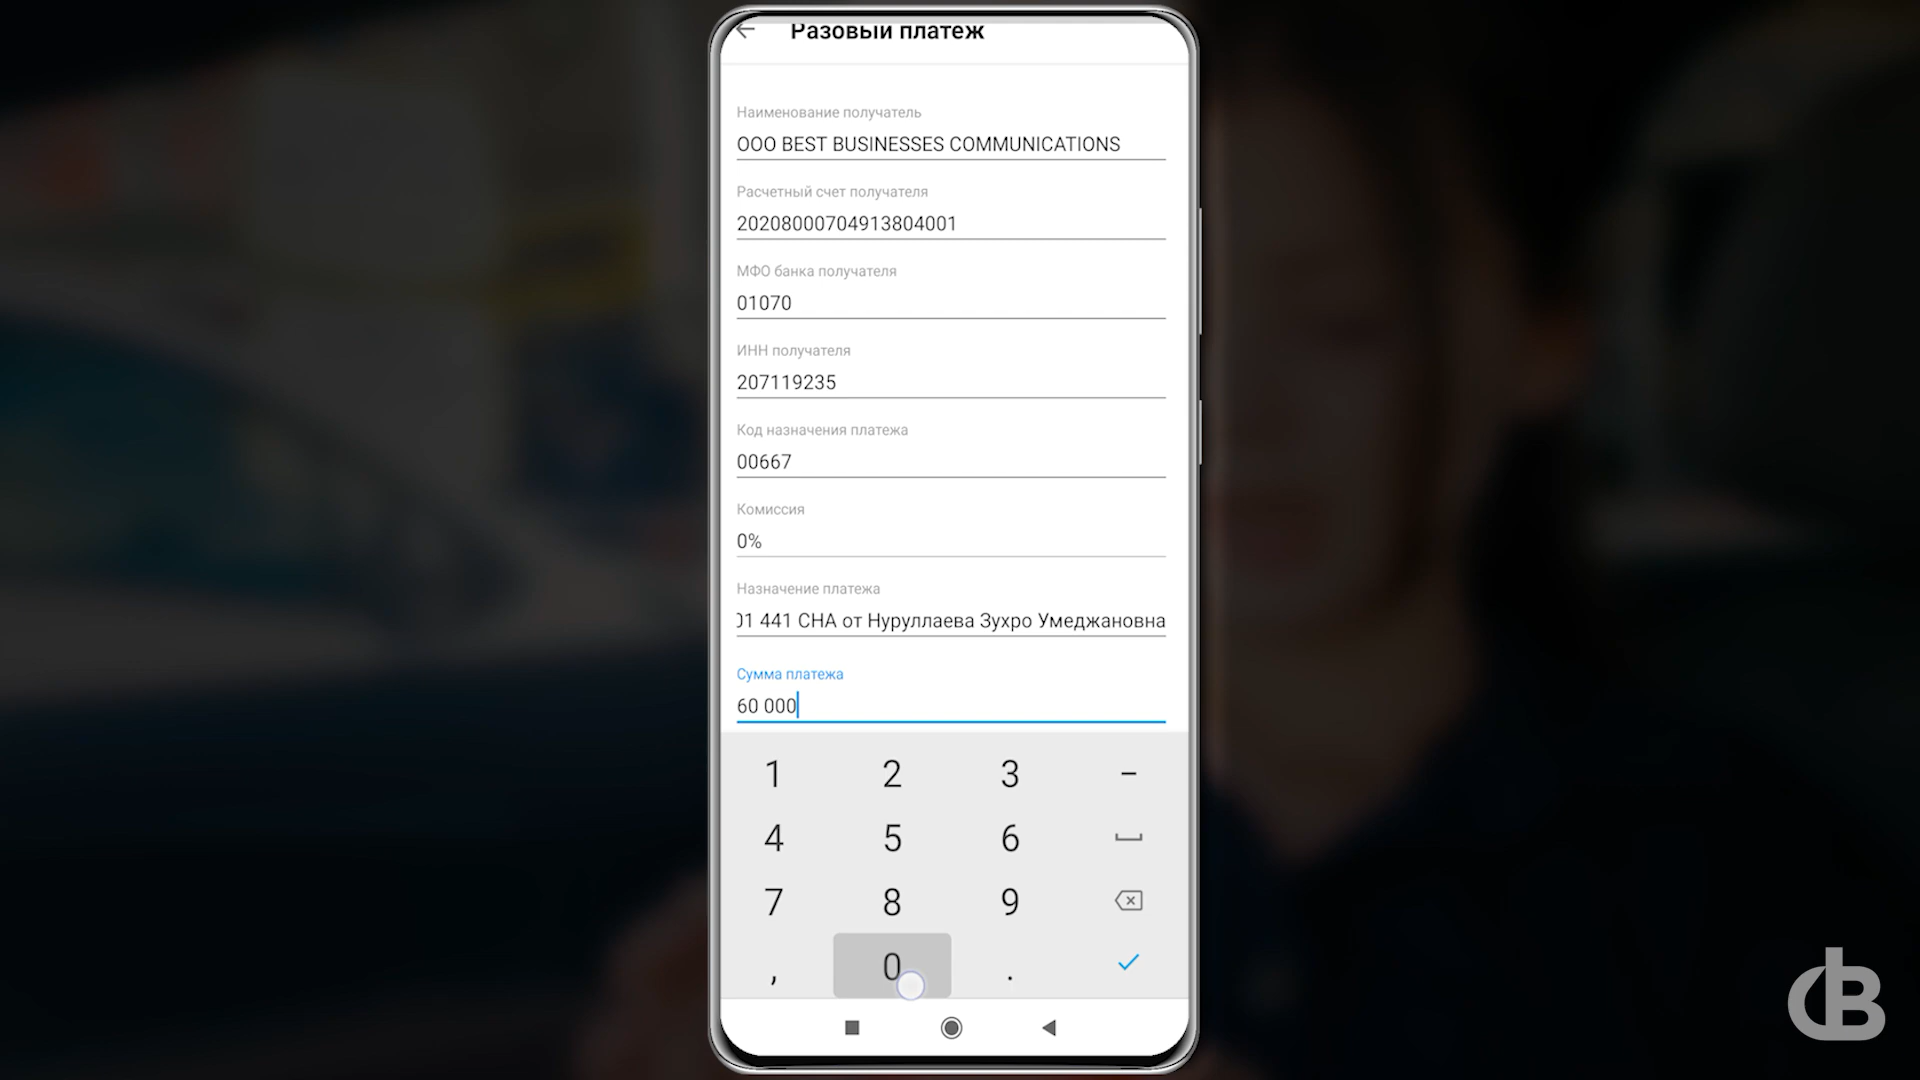 Разовый платеж
Наименование получатель
ООО BEST BUSINESSES COMMUNICATIONS
Расчетный счет получателя
20208000704913804001
МФО банка получателя
01070
ИНН получателя
207119235
Код назначения платежа
00667
Комиссия
0%
Назначение платежа
01 441 СНА от Нуруллаева Зухро Умеджановна
Сумма платежа
60 000
1 2 3 –
4 5 6
7 8 9
, 0 .